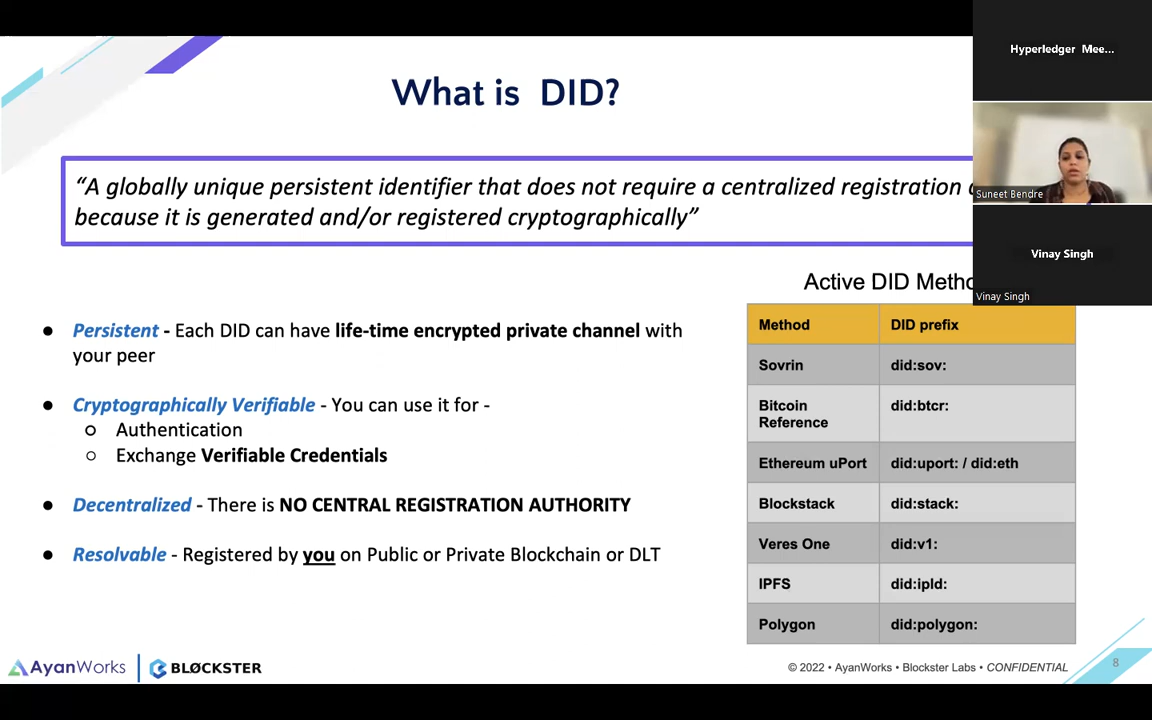 What is DID?
“A globally unique persistent identifier that does not require a centralized registration
because it is generated and/or registered cryptographically”
● Persistent - Each DID can have life-time encrypted private channel with
your peer
● Cryptographically Verifiable - You can use it for -
○ Authentication
○ Exchange Verifiable Credentials
● Decentralized - There is NO CENTRAL REGISTRATION AUTHORITY
● Resolvable - Registered by you on Public or Private Blockchain or DLT
Active DID Metho
Method DID prefix
Sovrin did:sov:
Bitcoin did:btcr:
Reference
Ethereum uPort did:uport: / did:eth
Blockstack did:stack:
Veres One did:v1:
IPFS did:ipld:
Polygon did:polygon:
AyanWorks BLØCKSTER
© 2022 • AyanWorks • Blockster Labs • CONFIDENTIAL
8
Hyperledger Mee...
Suneet Bendre
Vinay Singh
Vinay Singh